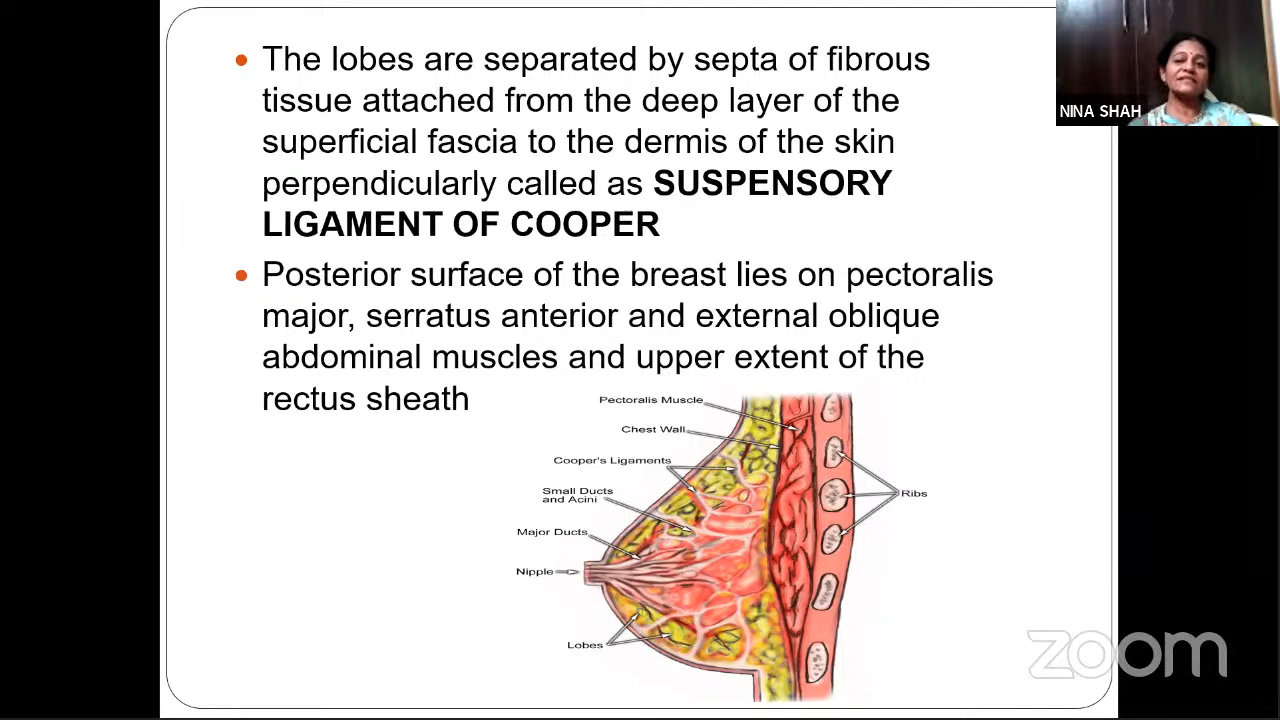 The lobes are separated by septa of fibrous
tissue attached from the deep layer of the
superficial fascia to the dermis of the skin
perpendicularly called as SUSPENSORY
LIGAMENT OF COOPER
Posterior surface of the breast lies on pectoralis
major, serratus anterior and external oblique
abdominal muscles and upper extent of the
rectus sheath
Pectoralis Muscle
Chest Wall
Cooper's Ligaments
Small Ducts
and Acini
Major Ducts
Nipple
Lobes
Ribs
NINA SHAH
zoom